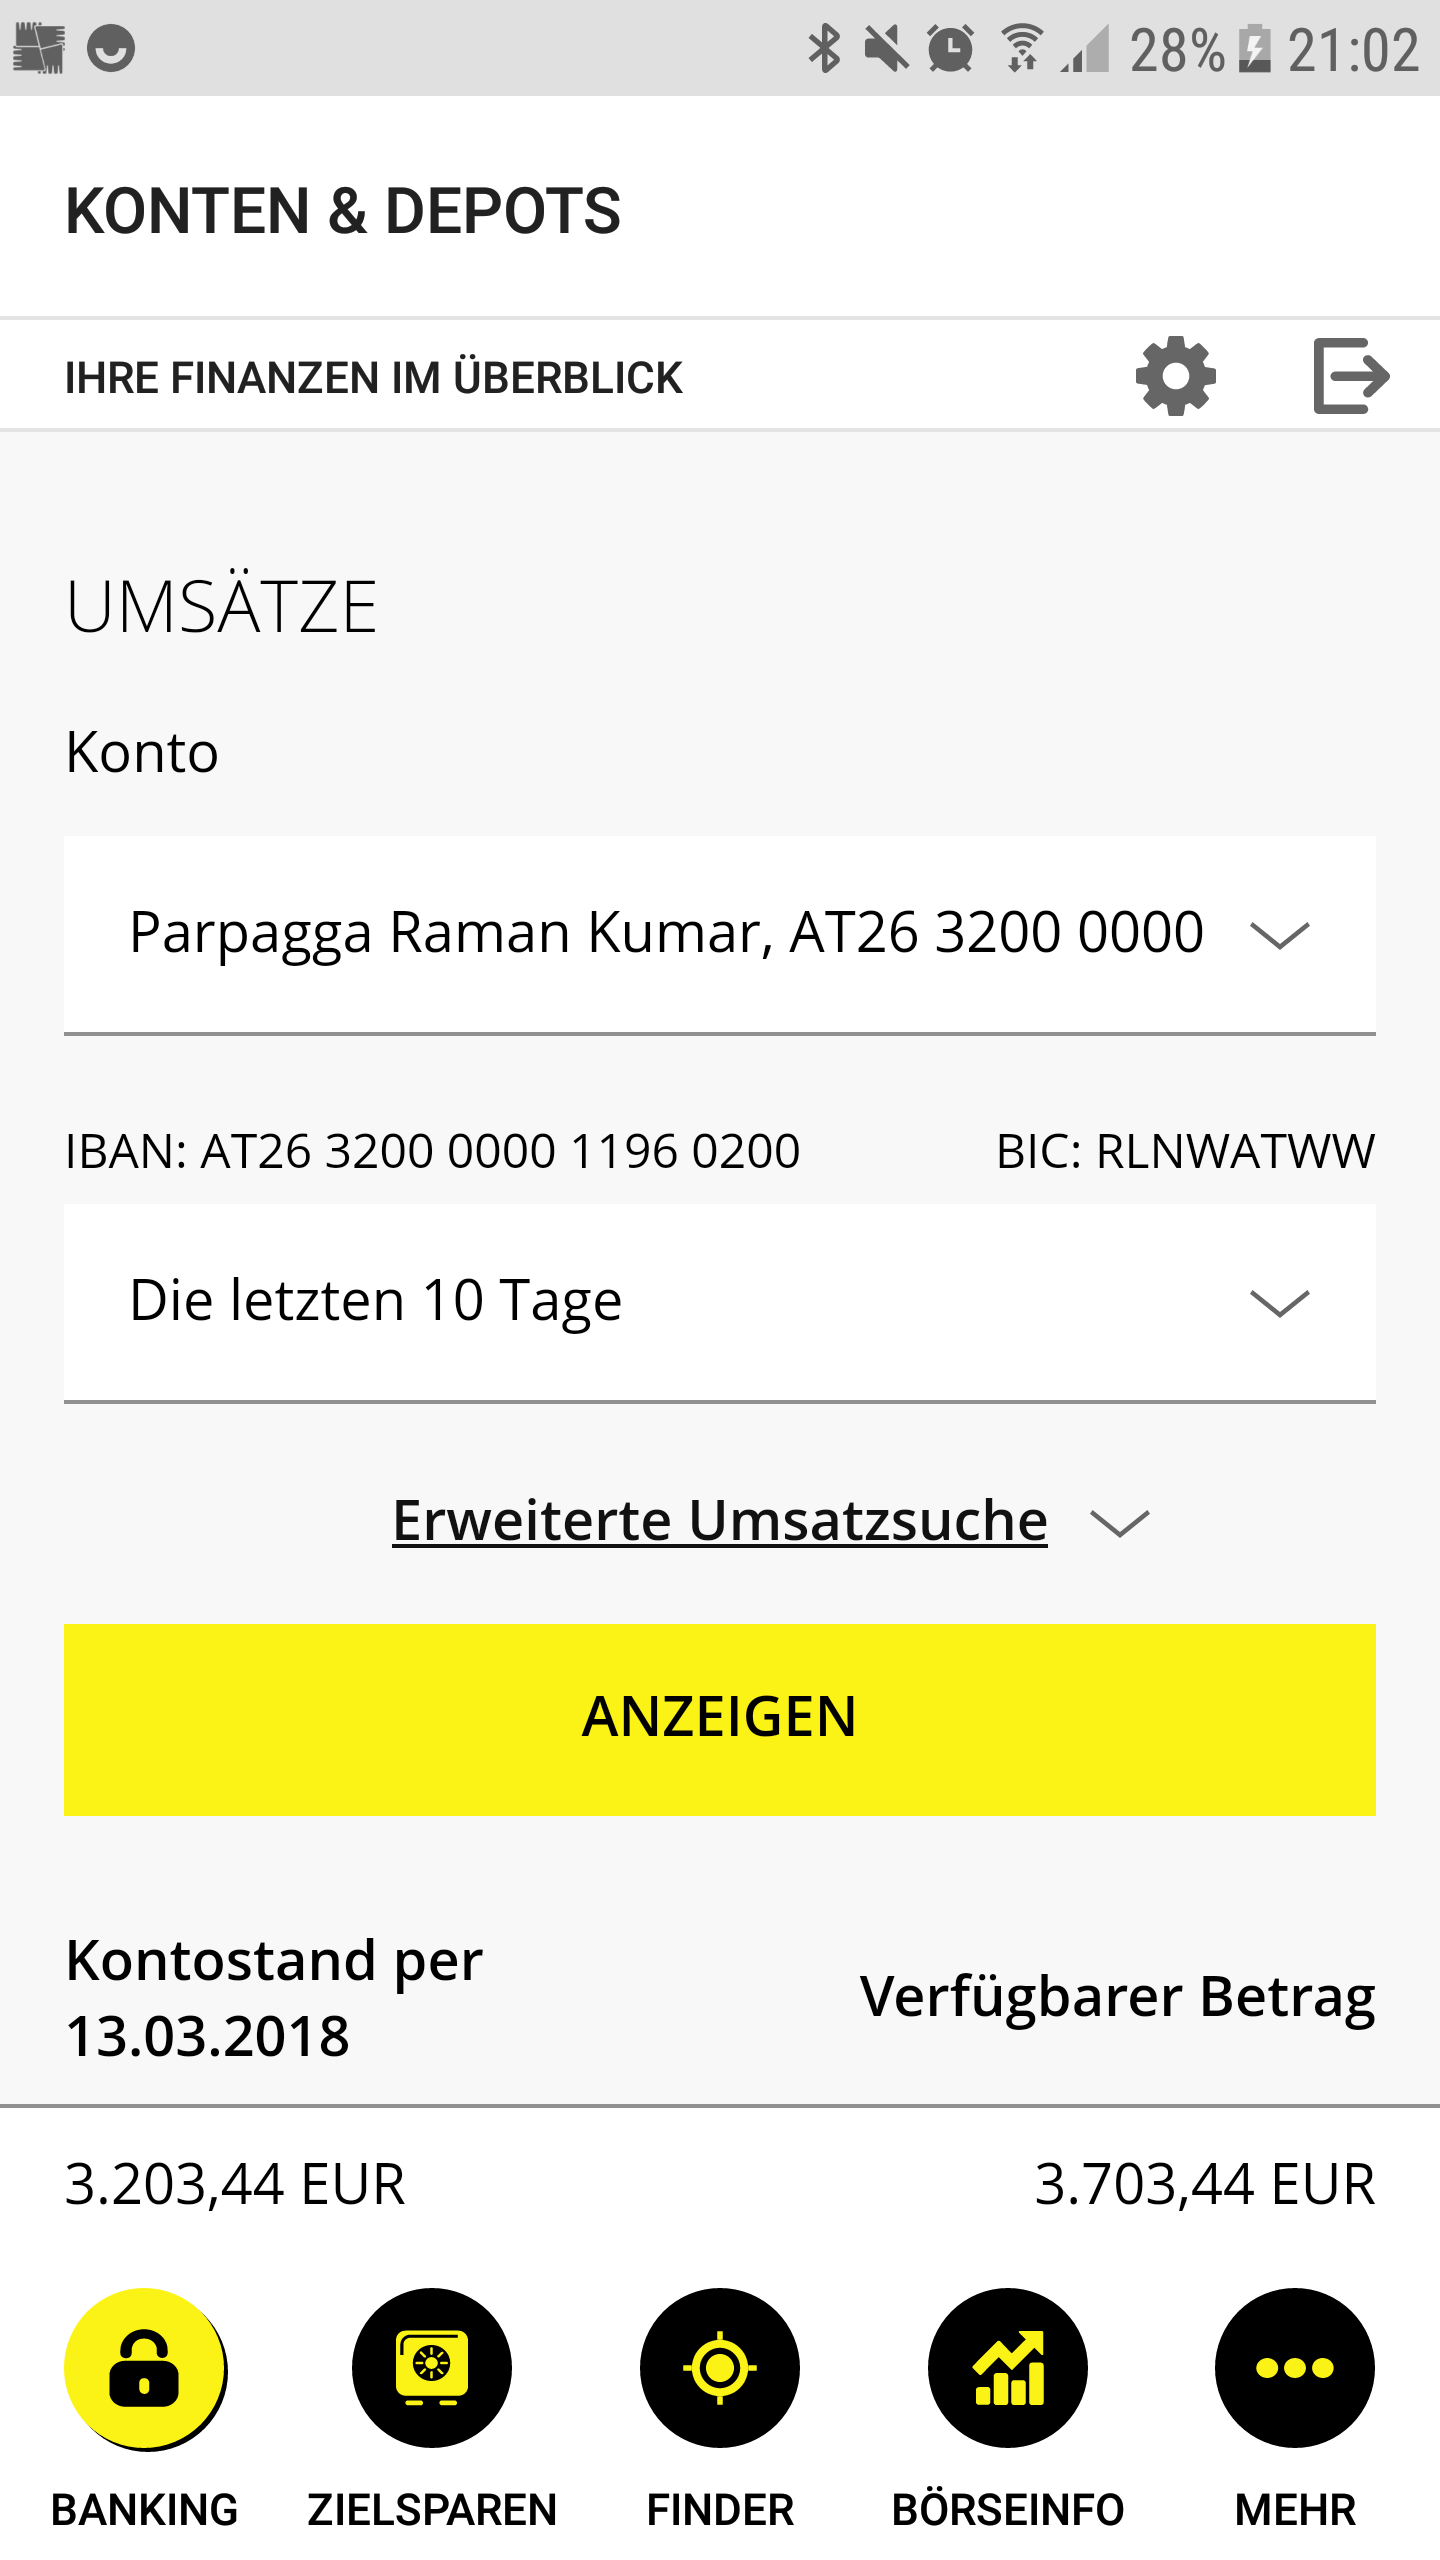 28% 21:02
KONTEN & DEPOTS
IHRE FINANZEN IM ÜBERBLICK
UMSÄTZE
Konto
Parpagga Raman Kumar, AT26 3200 0000
IBAN: AT26 3200 0000 1196 0200 BIC: RLNWATWW
Die letzten 10 Tage
Erweiterte Umsatzsuche
ANZEIGEN
Kontostand per
13.03.2018
Verfügbarer Betrag
3.203,44 EUR 3.703,44 EUR
BANKING ZIELSPAREN FINDER BÖRSEINFO MEHR